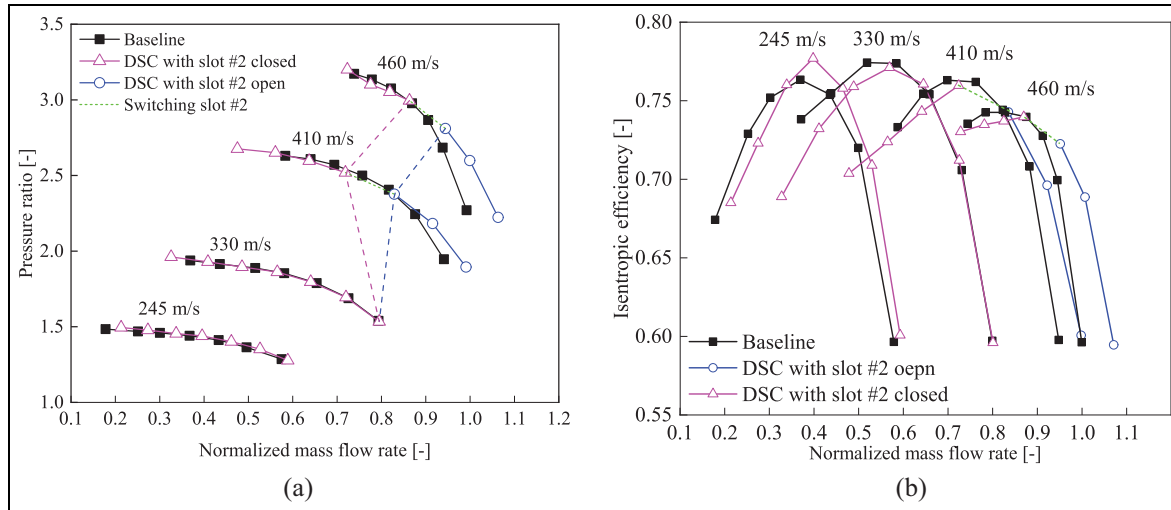 3.5
3.0
2.5
2.0
1.5
1.0
Pressure ratio [-]
Baseline
DSC with slot #2 closed
DSC with slot #2 open
Switching slot #2
460 m/s
410 m/s
330 m/s
245 m/s
0.1 0.2 0.3 0.4 0.5 0.6 0.7 0.8 0.9 1.0 1.1 1.2
Normalized mass flow rate [-]
(a)
0.80
0.75
0.70
0.65
0.60
0.55
Isentropic efficiency [-]
245 m/s
330 m/s
410 m/s
460 m/s
Baseline
DSC with slot #2 oepn
DSC with slot #2 closed
0.1 0.2 0.3 0.4 0.5 0.6 0.7 0.8 0.9 1.0 1.1
Normalized mass flow rate [-]
(b)